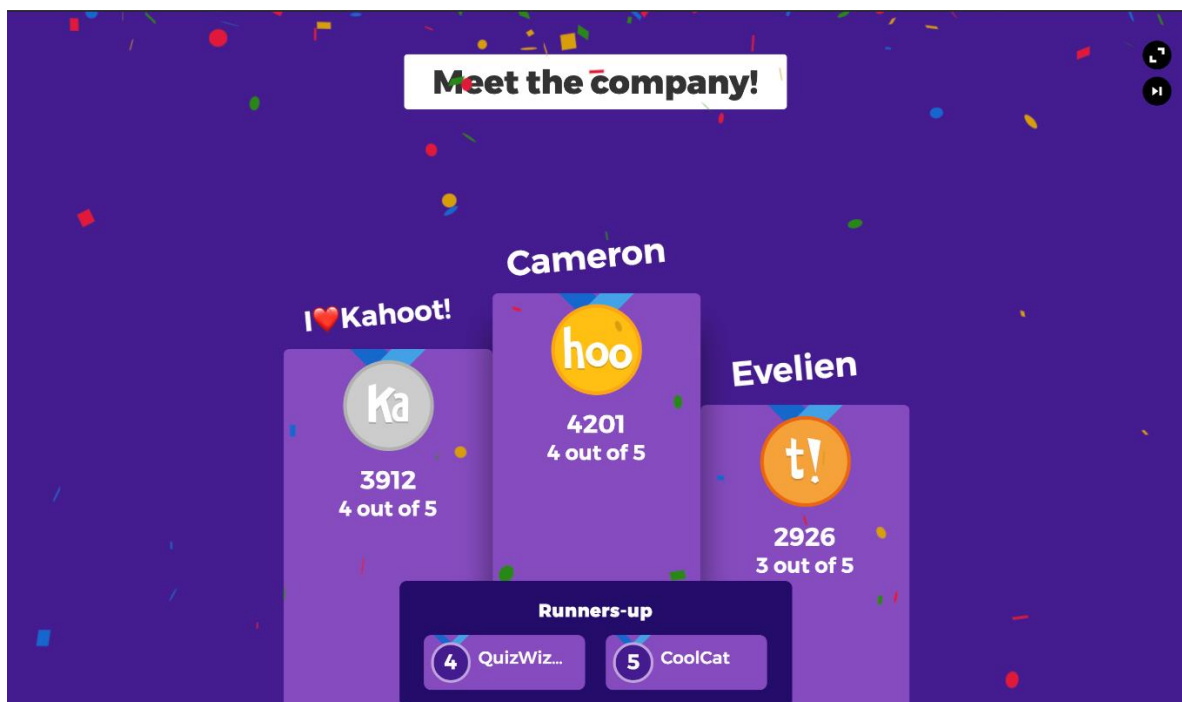 Meet the company!
Cameron
I❤️Kahoot!
Evelien
hoo
4201
4 out of 5
Ka
3912
4 out of 5
t!
2926
3 out of 5
Runners-up
4 QuizWiz...
5 CoolCat